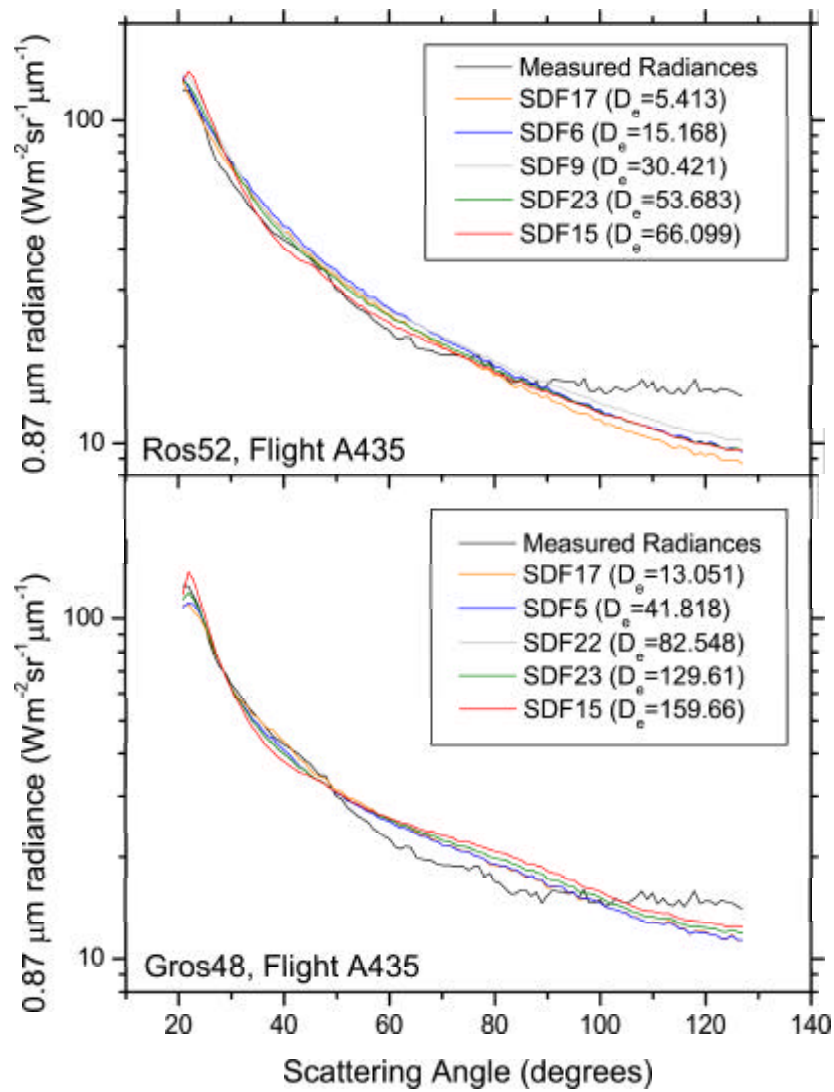 0.87 μm radiance (Wm⁻²sr⁻¹μm⁻¹)
100
10
Measured Radiances
SDF17 (Dₑ=5.413)
SDF6 (Dₑ=15.168)
SDF9 (Dₑ=30.421)
SDF23 (Dₑ=53.683)
SDF15 (Dₑ=66.099)
Ros52, Flight A435
0.87 μm radiance (Wm⁻²sr⁻¹μm⁻¹)
100
10
Measured Radiances
SDF17 (Dₑ=13.051)
SDF5 (Dₑ=41.818)
SDF22 (Dₑ=82.548)
SDF23 (Dₑ=129.61)
SDF15 (Dₑ=159.66)
Gros48, Flight A435
20 40 60 80 100 120 140
Scattering Angle (degrees)